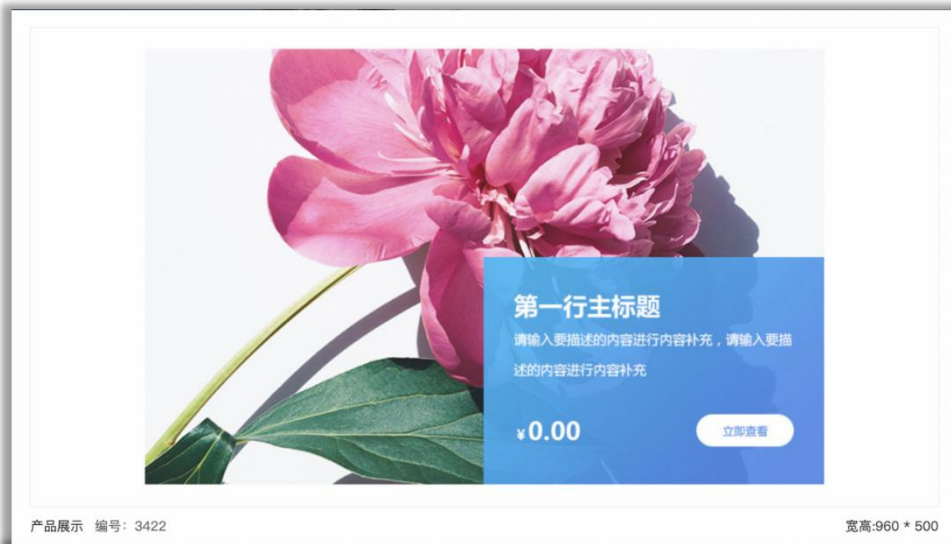 第一行主标题
请输入要描述的内容进行内容补充，请输入要描
述的内容进行内容补充
¥0.00
立即查看
产品展示 编号：3422
宽高:960 * 500